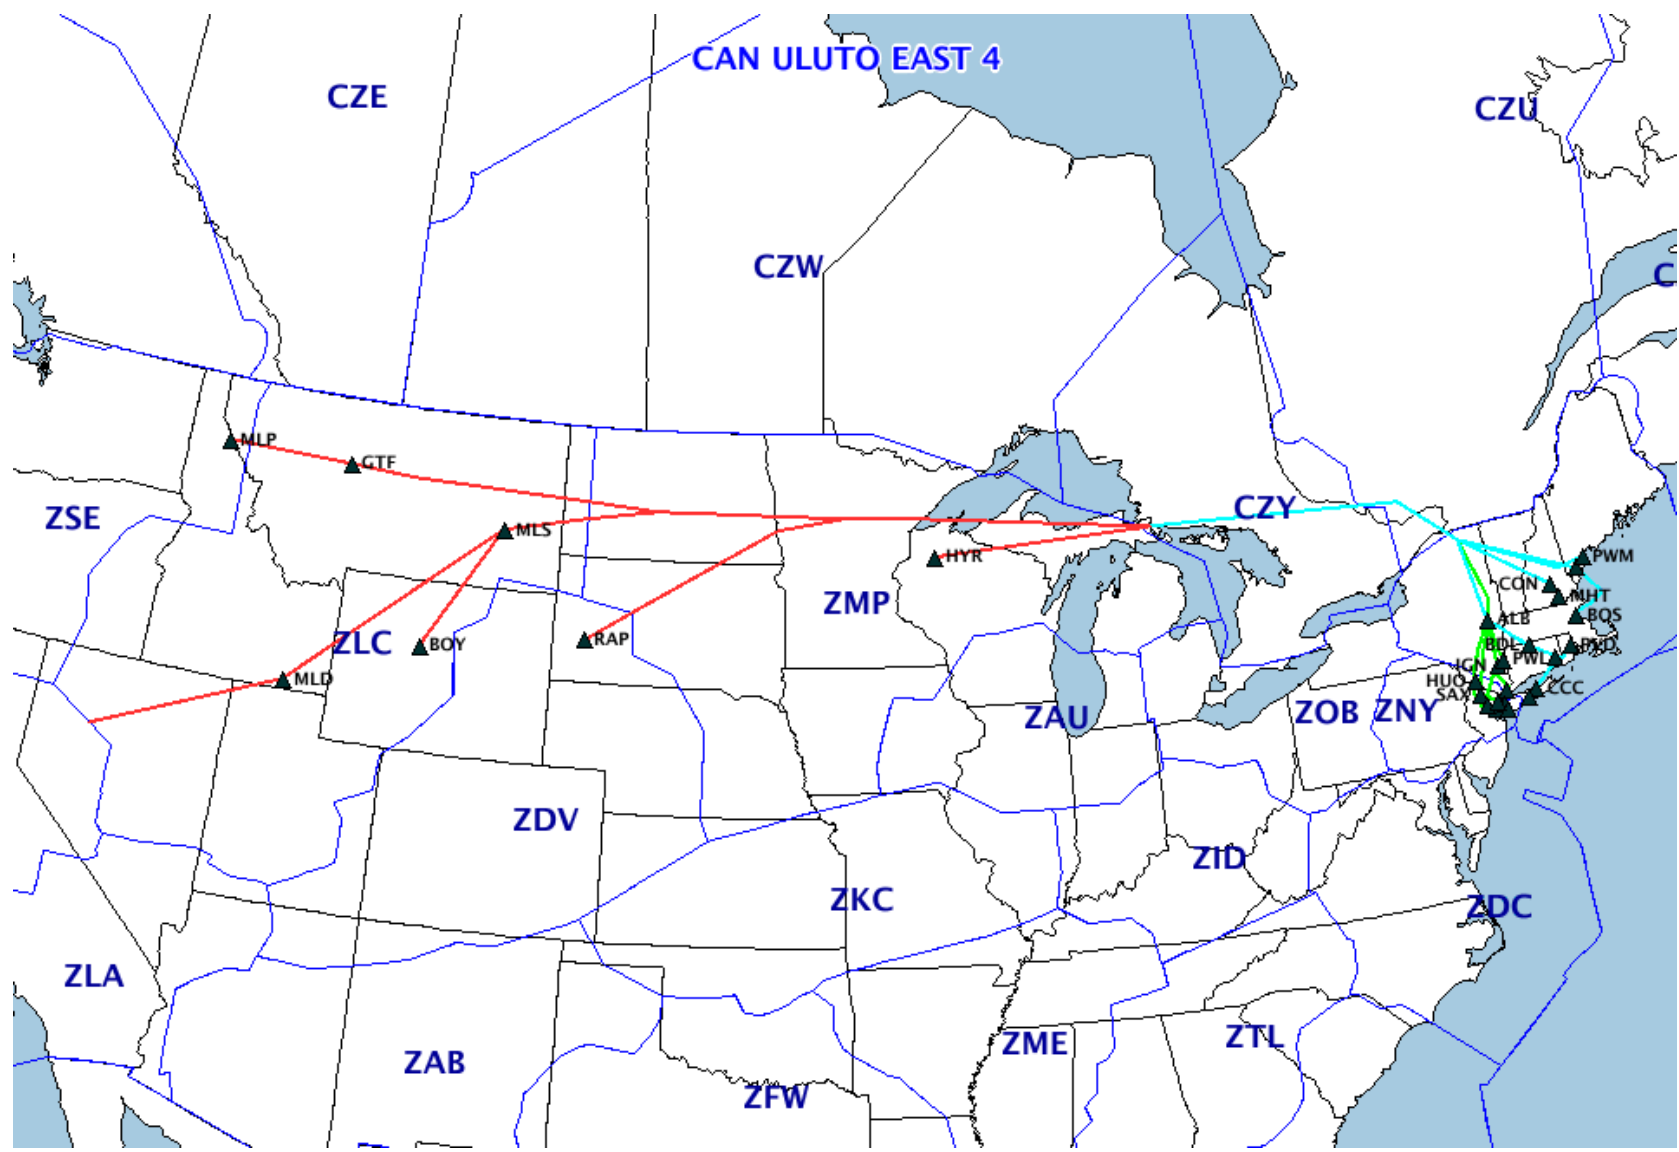 CAN ULUTO EAST 4
CZE
CZU
CZW
C
MLP
GTF
ZSE
MLS
CZY
HYR
PWM
CON
MHT
ZMP
ALB
BOS
ZLC
BOY
RAP
BDL
PVD
PWL
IGN
MLD
HUO
SAX
CCC
ZAU
ZOB
ZNY
ZDV
ZID
ZKC
ZDC
ZLA
ZAB
ZME
ZTL
ZFW